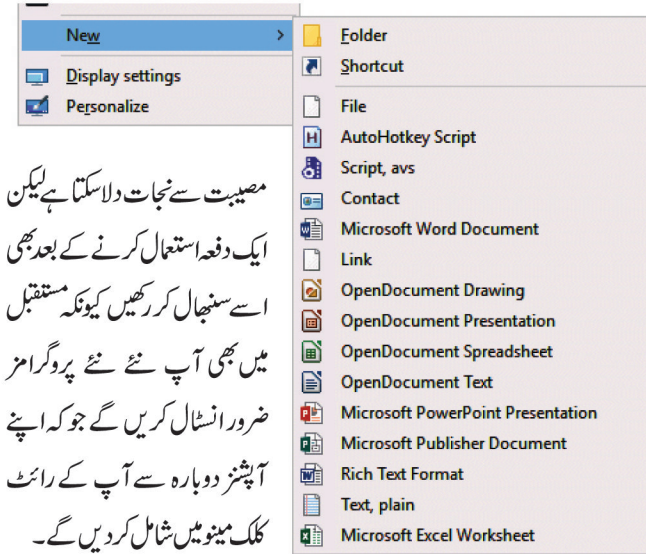 New
Display settings
Personalize
Folder
Shortcut
File
AutoHotkey Script
Script, avs
Contact
Microsoft Word Document
Link
OpenDocument Drawing
OpenDocument Presentation
OpenDocument Spreadsheet
OpenDocument Text
Microsoft PowerPoint Presentation
Microsoft Publisher Document
Rich Text Format
Text, plain
Microsoft Excel Worksheet
مصیبت سے نجات دلا سکتا ہے لیکن
ایک دفعہ استعمال کرنے کے بعد بھی
اسے سنبھال کر رکھیں کیونکہ مستقبل
میں بھی آپ نئے نئے پروگرامز
ضرور انسٹال کریں گے جو کہ اپنے
آپشنز دوبارہ سے آپ کے رائٹ
کلک مینو میں شامل کر دیں گے۔